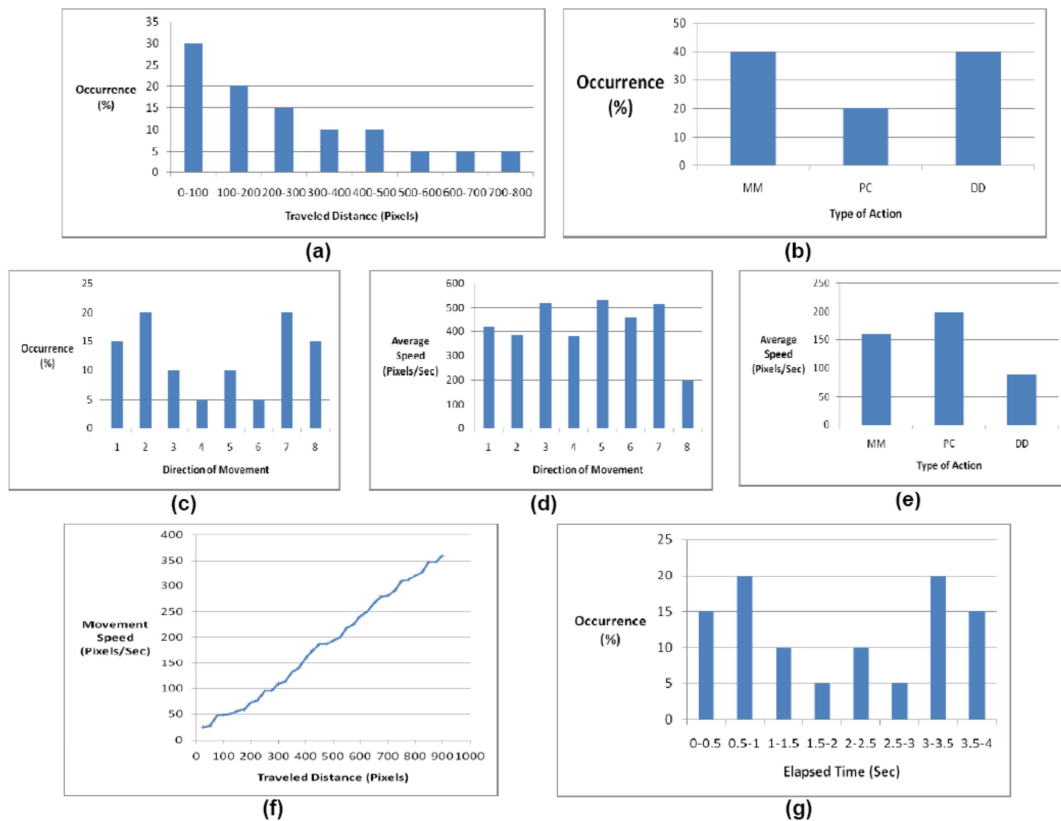 35
30
25
20
15
10
5
0
Occurrence
(%)
0-100 100-200 200-300 300-400 400-500 500-600 600-700 700-800
Traveled Distance (Pixels)
(a)
50
40
30
20
10
0
Occurrence
(%)
MM PC DD
Type of Action
(b)
25
20
15
10
5
0
Occurrence
(%)
1 2 3 4 5 6 7 8
Direction of Movement
(c)
600
500
400
300
200
100
0
Average
Speed
(Pixels/Sec)
1 2 3 4 5 6 7 8
Direction of Movement
(d)
250
200
150
100
50
0
Average
Speed
(Pixels/Sec)
MM PC DD
Type of Action
(e)
400
350
300
250
200
150
100
50
0
Movement
Speed
(Pixels/Sec)
0 100 200 300 400 500 600 700 800 900 1000
Traveled Distance (Pixels)
(f)
25
20
15
10
5
0
Occurrence
(%)
0-0.5 0.5-1 1-1.5 1.5-2 2-2.5 2.5-3 3-3.5 3.5-4
Elapsed Time (Sec)
(g)